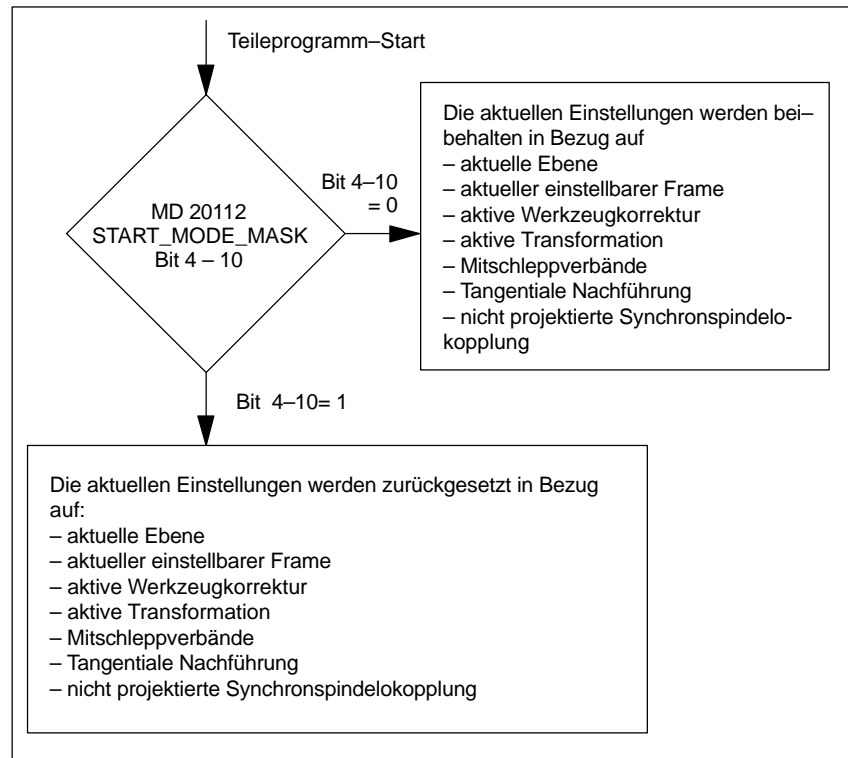 Teileprogramm–Start
MD 20112
START_MODE_MASK
Bit 4 – 10
Bit 4–10
= 0
Die aktuellen Einstellungen werden bei–
behalten in Bezug auf
– aktuelle Ebene
– aktueller einstellbarer Frame
– aktive Werkzeugkorrektur
– aktive Transformation
– Mitschleppverbände
– Tangentiale Nachführung
– nicht projektierte Synchronspindelo-
kopplung
Bit 4–10= 1
Die aktuellen Einstellungen werden zurückgesetzt in Bezug
auf:
– aktuelle Ebene
– aktueller einstellbarer Frame
– aktive Werkzeugkorrektur
– aktive Transformation
– Mitschleppverbände
– Tangentiale Nachführung
– nicht projektierte Synchronspindelokopplung